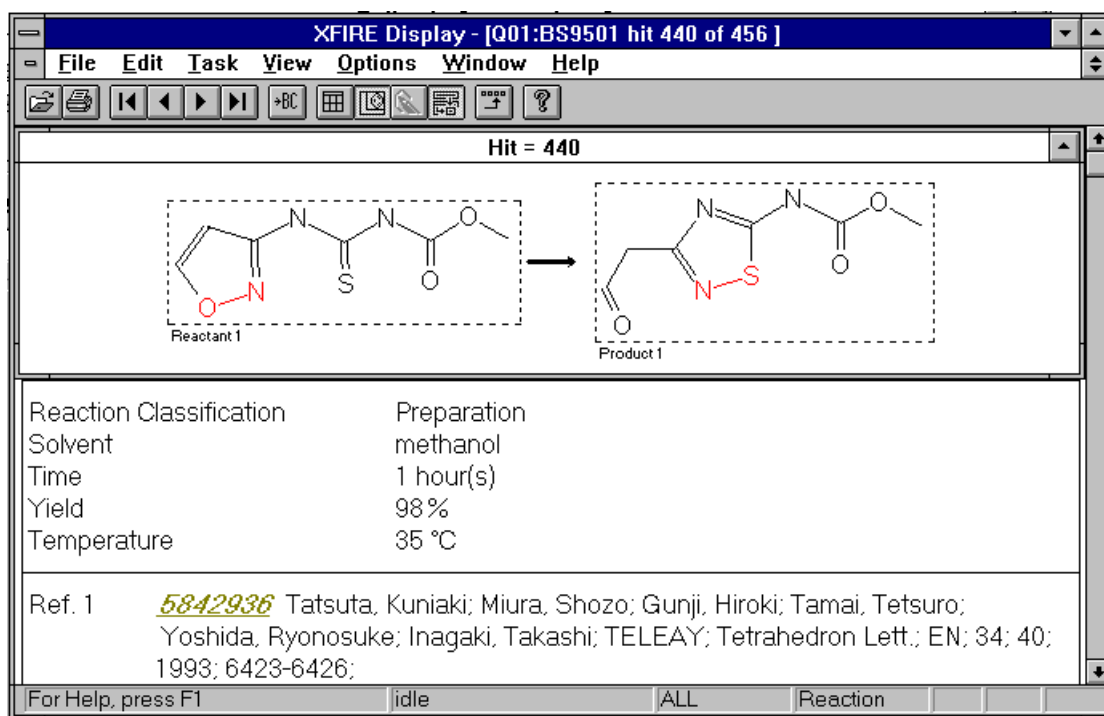 XFIRE Display - [Q01:BS9501 hit 440 of 456 ]
File Edit Task View Options Window Help
→BC
Hit = 440
N N O
O N S O
Reactant 1
N N O
N S O
O
Product 1
Reaction Classification Preparation
Solvent methanol
Time 1 hour(s)
Yield 98%
Temperature 35 °C
Ref. 1 5842936 Tatsuta, Kuniaki; Miura, Shozo; Gunji, Hiroki; Tamai, Tetsuro;
Yoshida, Ryonosuke; Inagaki, Takashi; TELEAY; Tetrahedron Lett.; EN; 34; 40;
1993; 6423-6426;
For Help, press F1 idle ALL Reaction